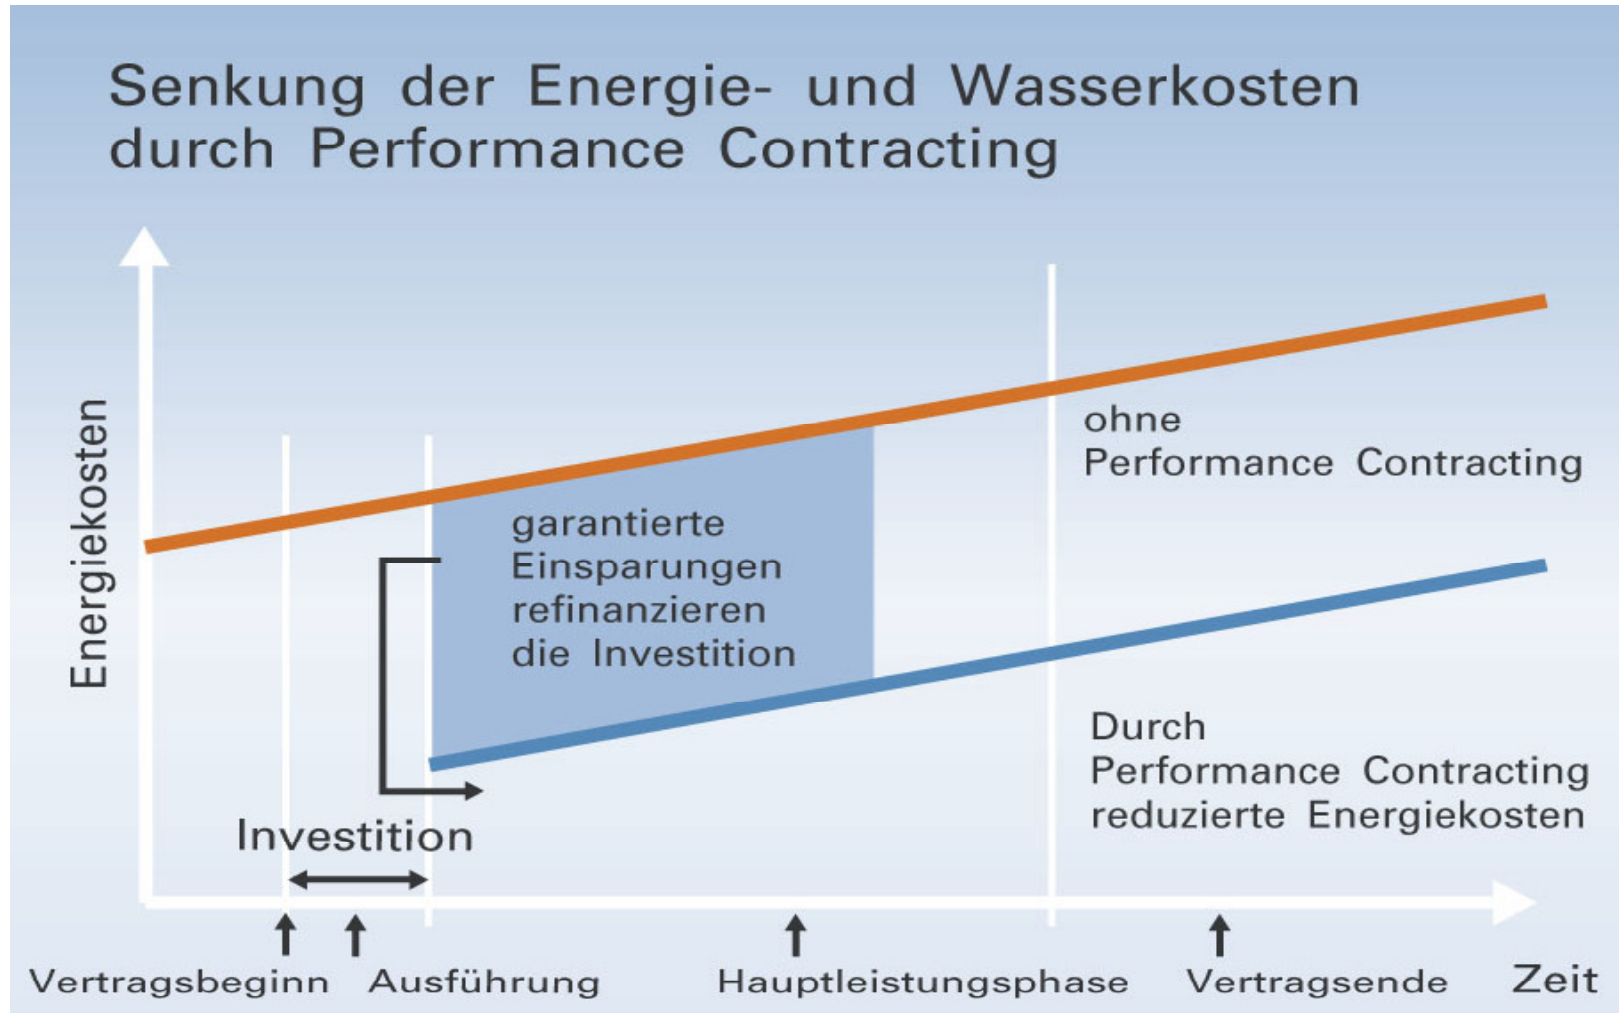 Senkung der Energie- und Wasserkosten
durch Performance Contracting
Energiekosten
ohne
Performance Contracting
garantierte
Einsparungen
refinanzieren
die Investition
Durch
Performance Contracting
reduzierte Energiekosten
Investition
Vertragsbeginn
Ausführung
Hauptleistungsphase
Vertragsende
Zeit